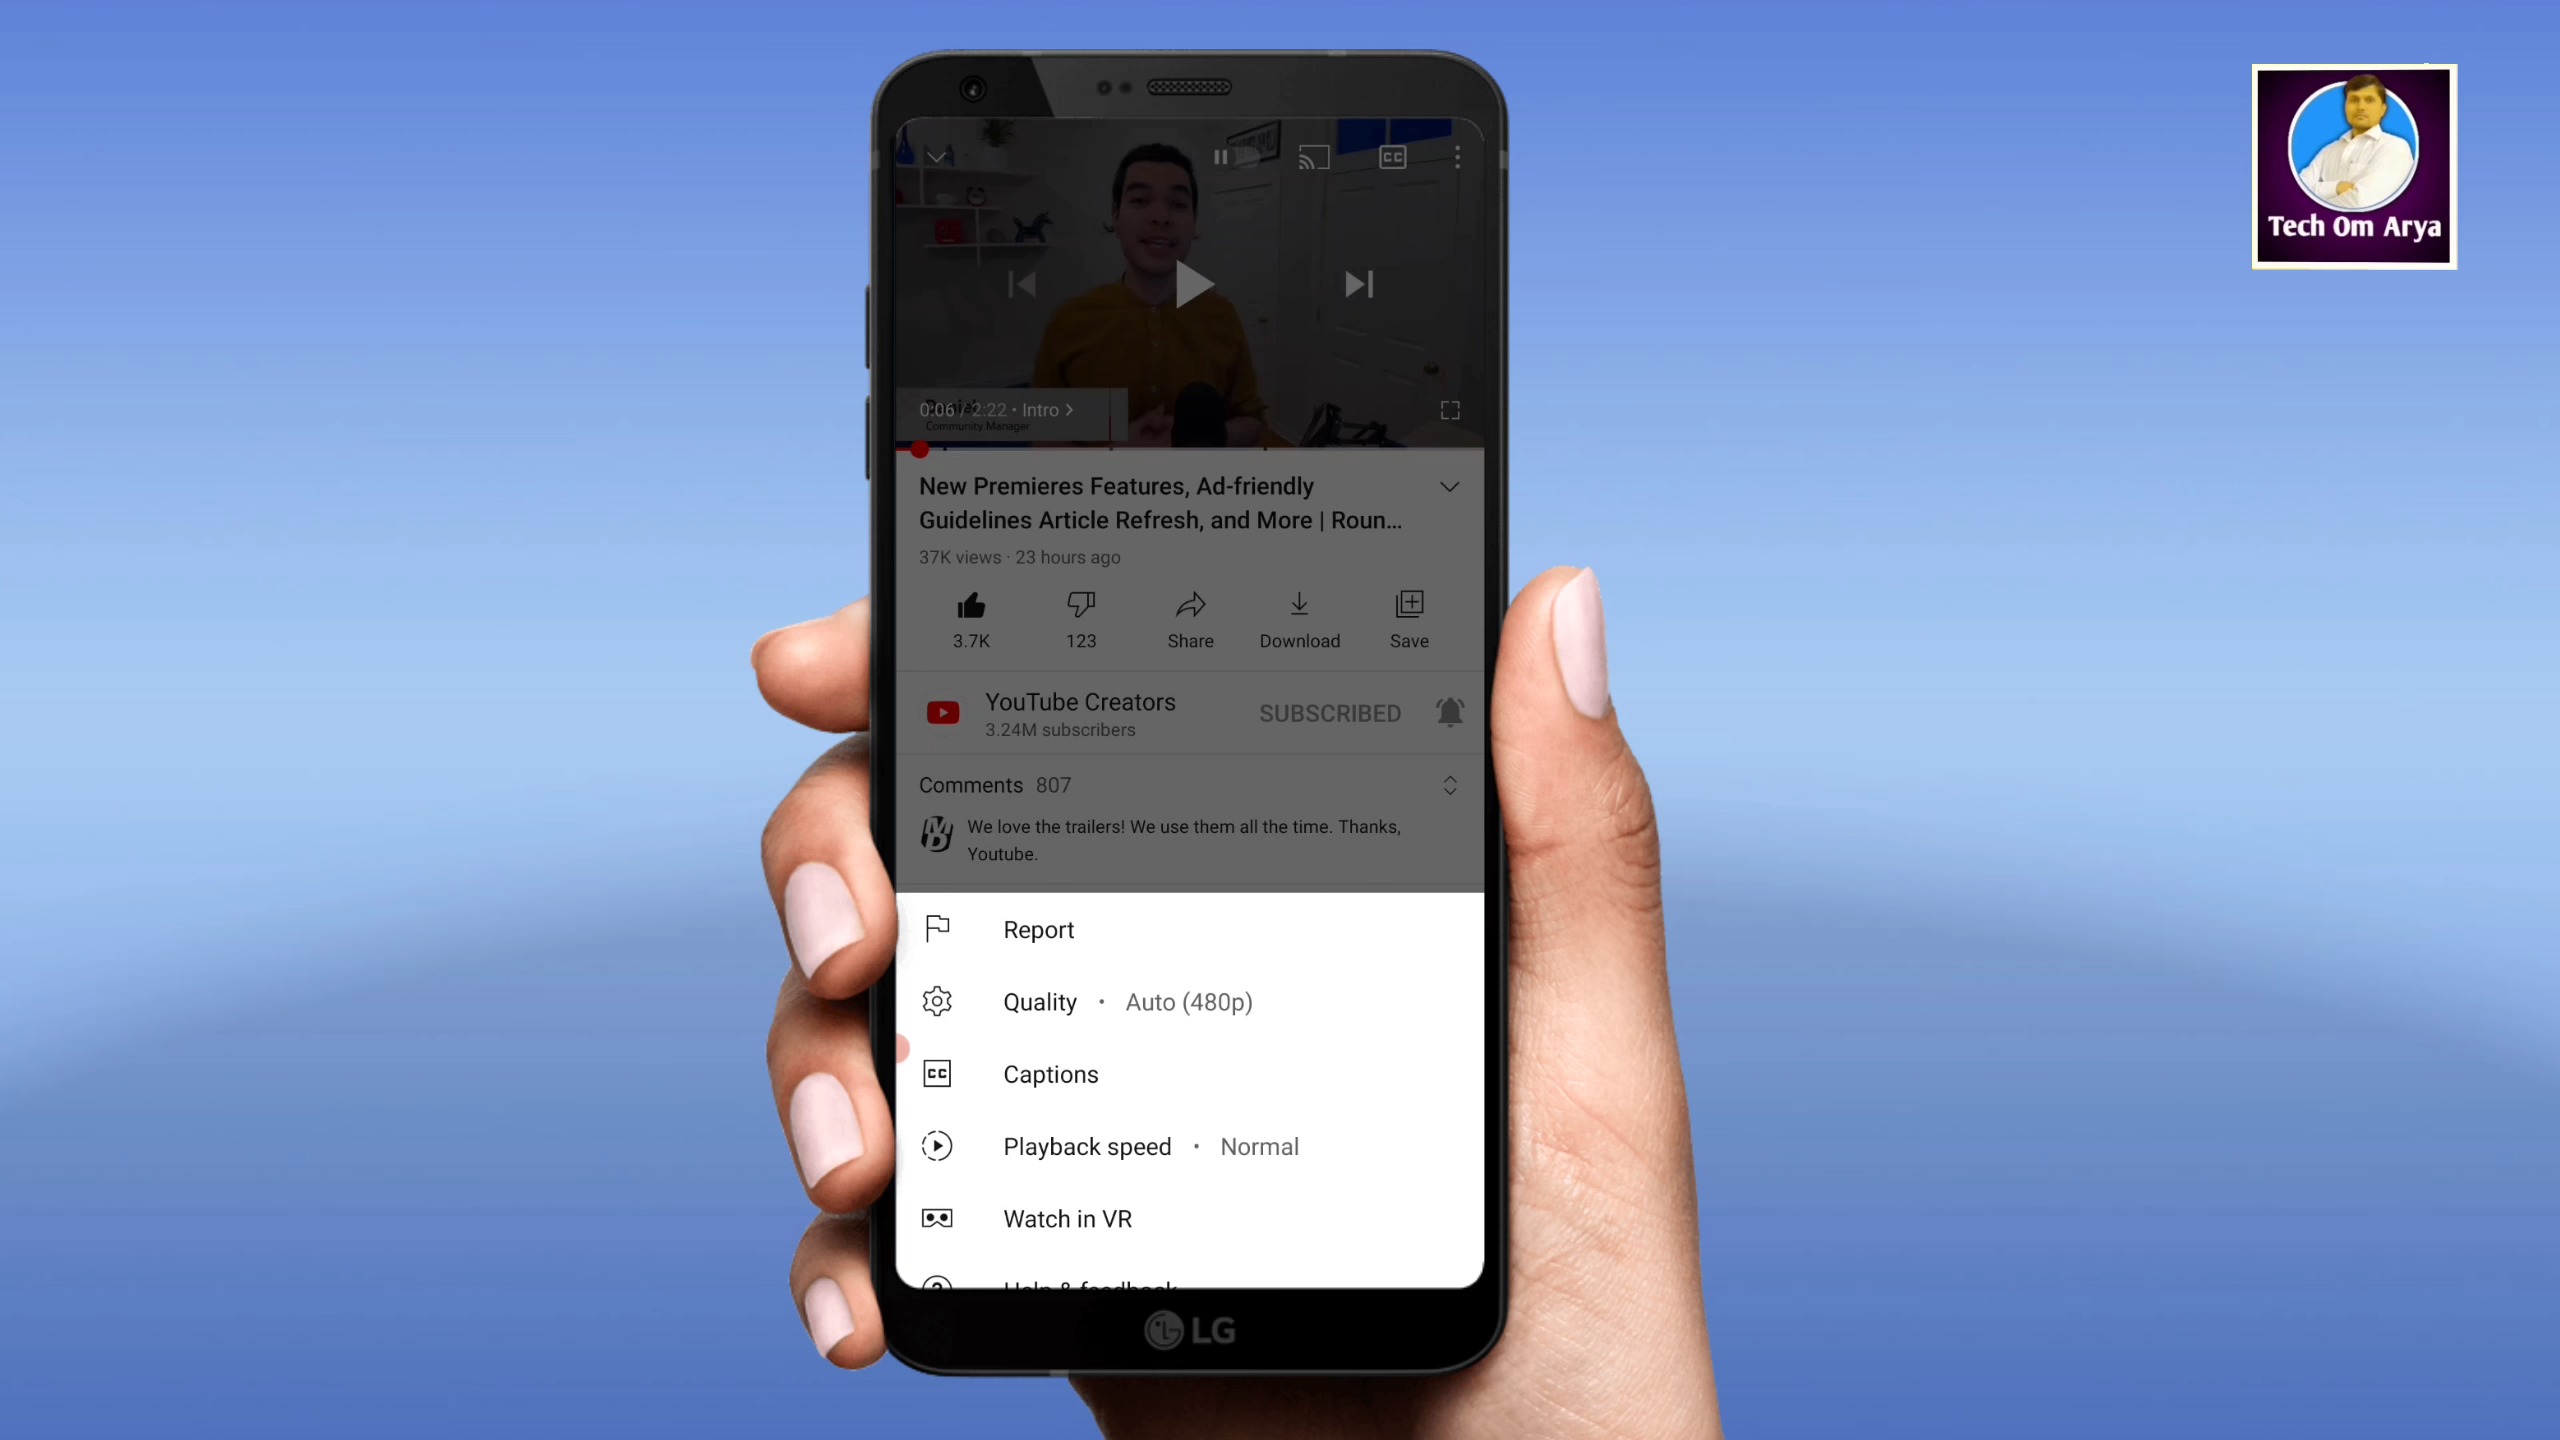 Tech Om Arya
CC
0:06 / 2:22 • Intro
Community Manager
New Premieres Features, Ad-friendly
Guidelines Article Refresh, and More | Roun...
37K views · 23 hours ago
3.7K
123
Share
Download
Save
YouTube Creators
3.24M subscribers
SUBSCRIBED
Comments 807
We love the trailers! We use them all the time. Thanks,
Youtube.
Report
Quality • Auto (480p)
CC
Captions
Playback speed • Normal
Watch in VR
Help & feedback
LG